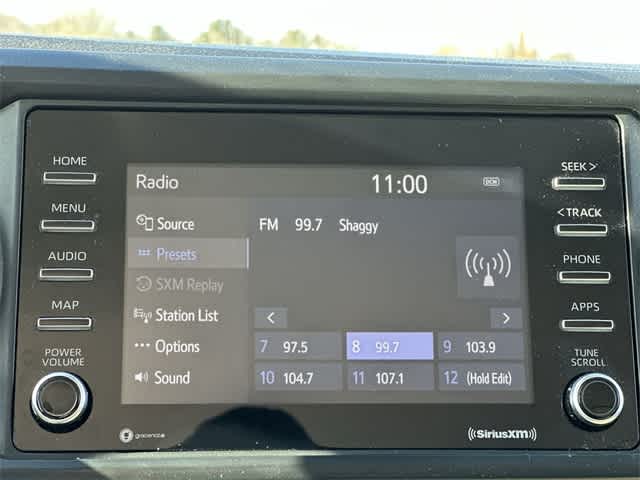 HOME
MENU
AUDIO
MAP
POWER
VOLUME
Radio
11:00
DCM
Source
Presets
SXM Replay
Station List
Options
Sound
FM 99.7 Shaggy
<
>
7 97.5
8 99.7
9 103.9
10 104.7
11 107.1
12 (Hold Edit)
SEEK >
< TRACK
PHONE
APPS
TUNE
SCROLL
gracenote
((SiriusXM))